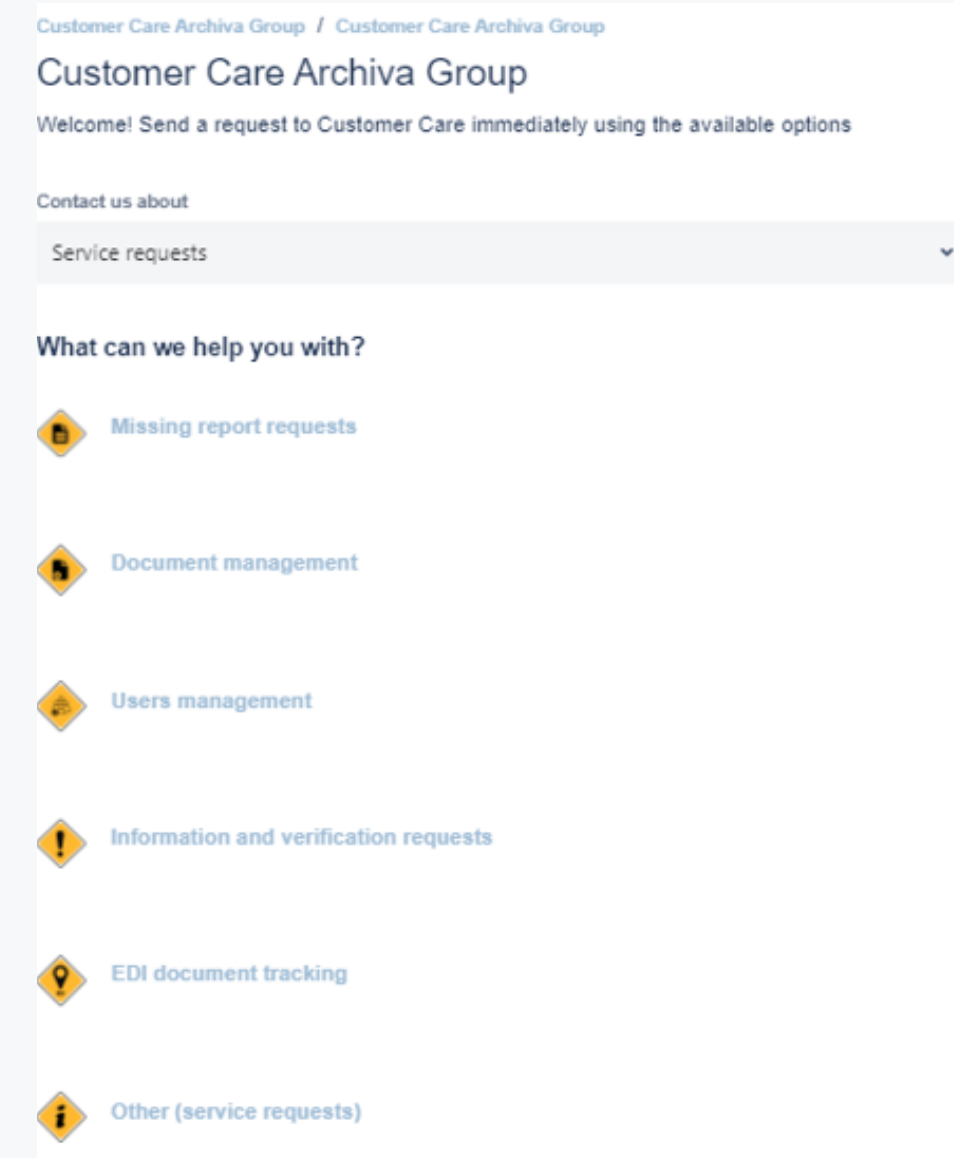 Customer Care Archiva Group / Customer Care Archiva Group
Customer Care Archiva Group
Welcome! Send a request to Customer Care immediately using the available options
Contact us about
Service requests
What can we help you with?
Missing report requests
Document management
Users management
Information and verification requests
EDI document tracking
Other (service requests)